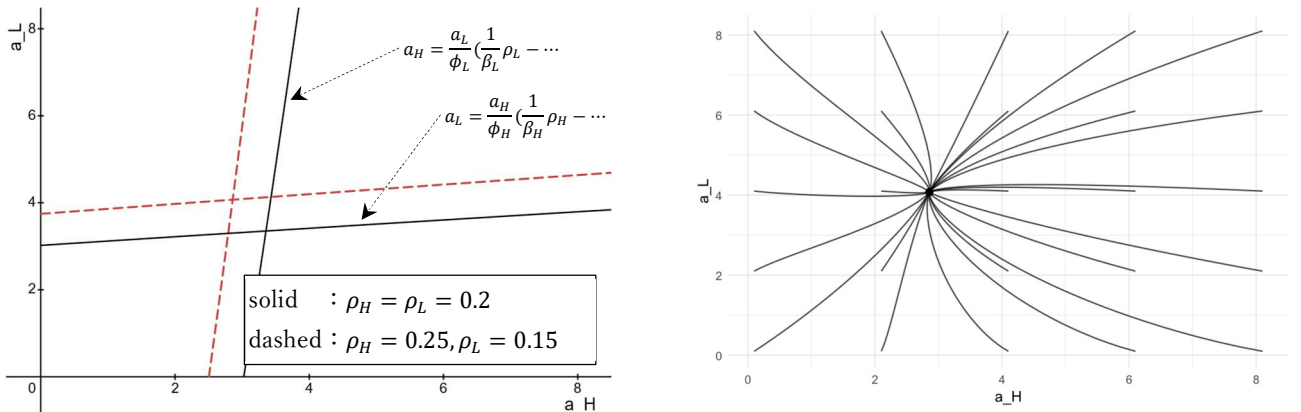 a_L
8
6
4
2
0
2
4
6
8
a_H
a_H = a_L/ϕ_L (1/β_L ρ_L − ⋯
a_L = a_H/ϕ_H (1/β_H ρ_H − ⋯
solid : ρ_H = ρ_L = 0.2
dashed : ρ_H = 0.25, ρ_L = 0.15
a_L
8
6
4
2
0
0
2
4
6
8
a_H